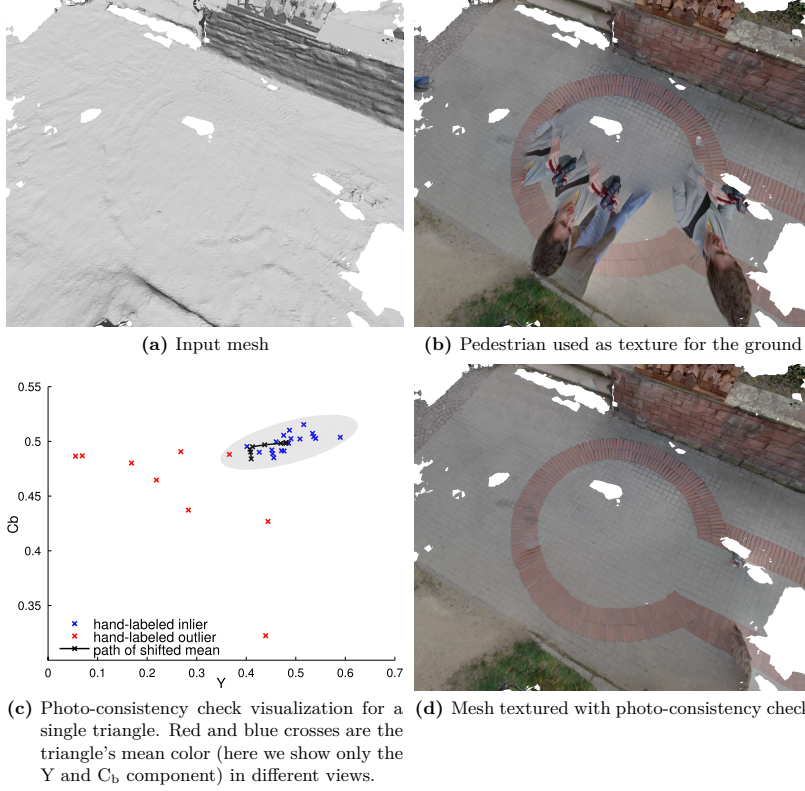 (a) Input mesh
(b) Pedestrian used as texture for the ground
0.55
0.5
0.45
0.4
0.35
Cb
hand-labeled inlier
hand-labeled outlier
path of shifted mean
0 0.1 0.2 0.3 0.4 0.5 0.6 0.7
Y
(c) Photo-consistency check visualization for a
single triangle. Red and blue crosses are the
triangle's mean color (here we show only the
Y and Cb component) in different views.
(d) Mesh textured with photo-consistency check